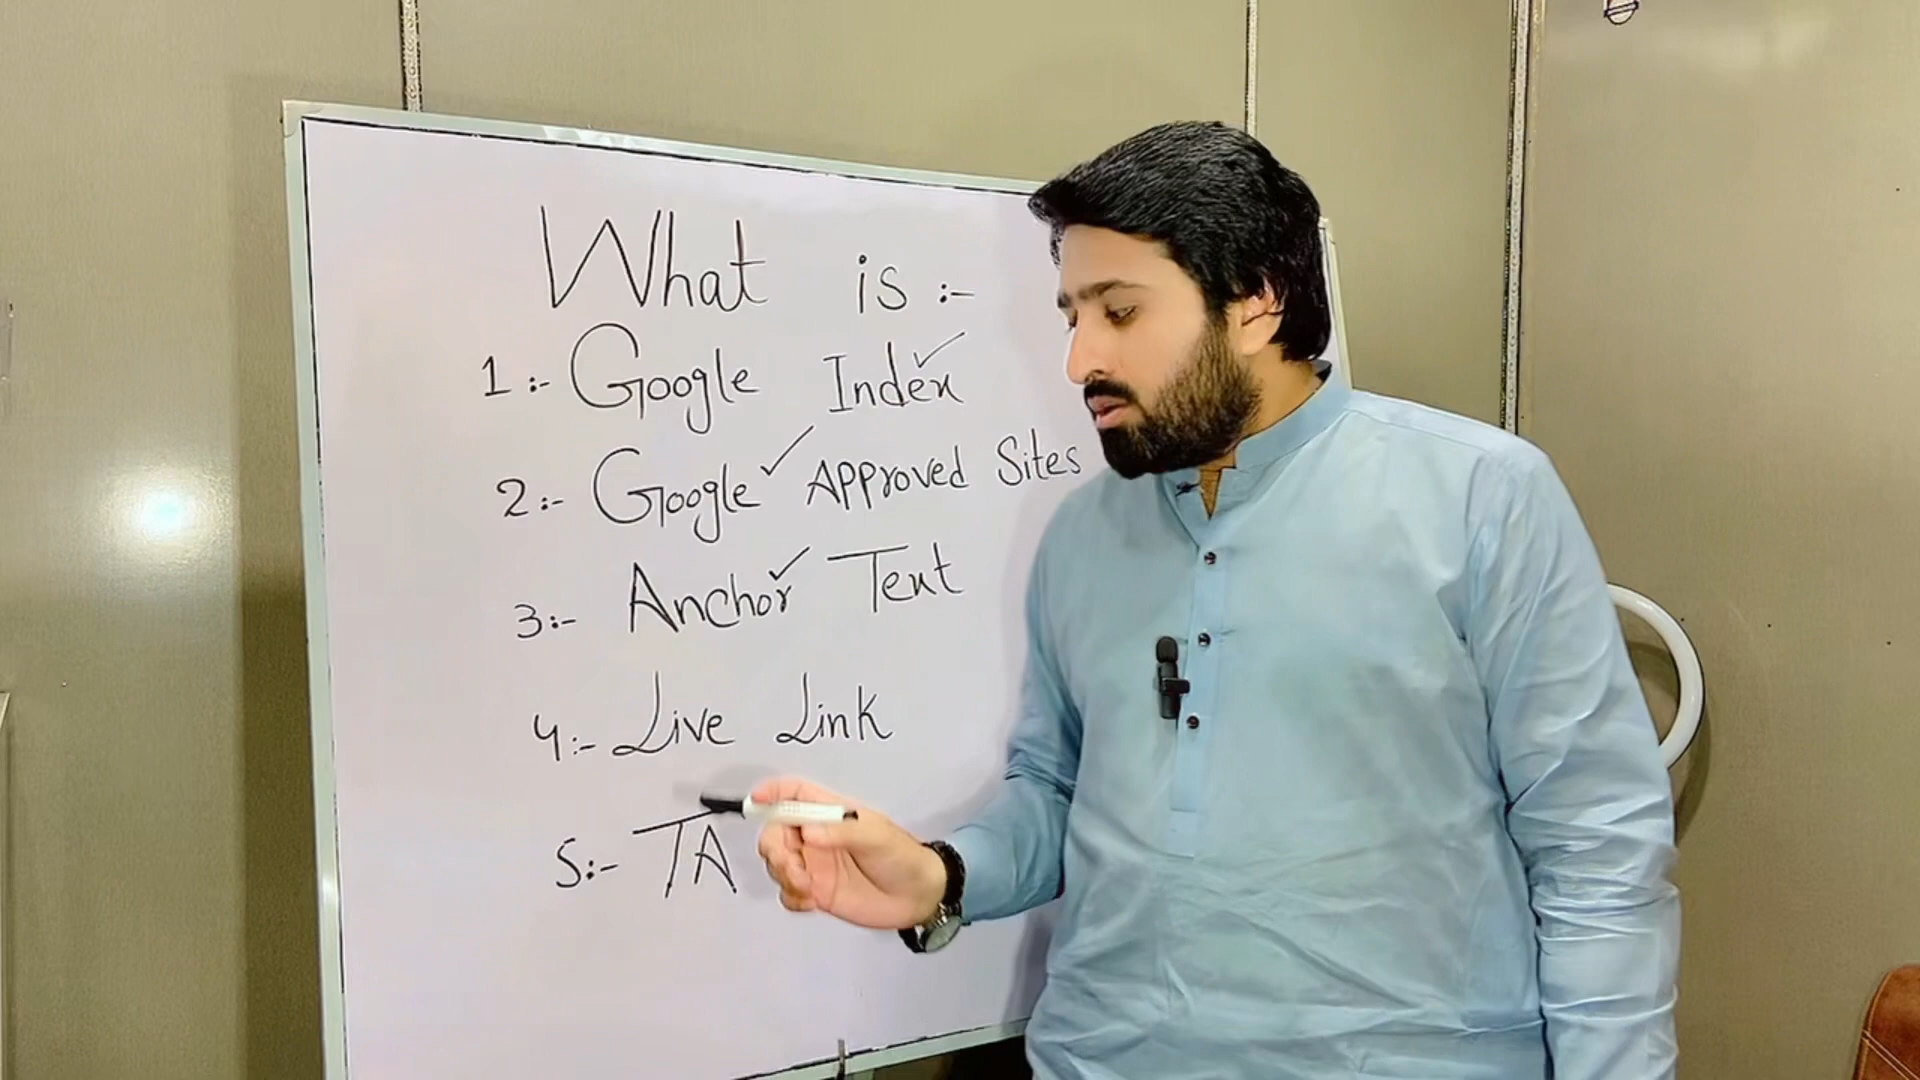 What is :-
1 :- Google Index
2 :- Google Approved Sites
3 :- Anchor Text
4 :- Live Link
5 :- TA